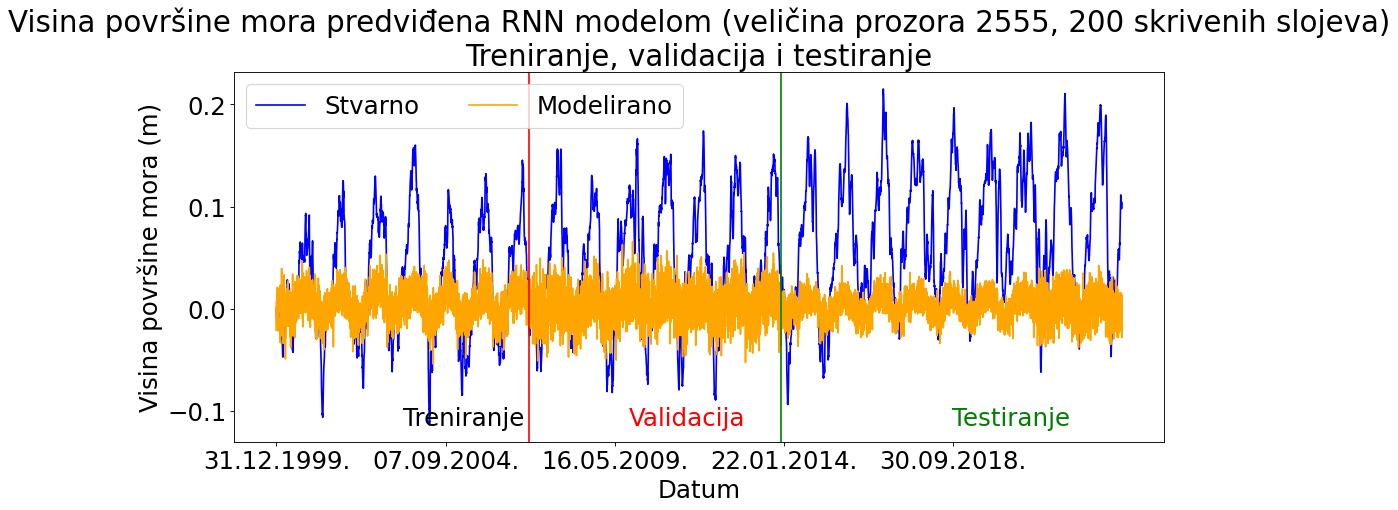 Visina površine mora predviđena RNN modelom (veličina prozora 2555, 200 skrivenih slojeva)
Treniranje, validacija i testiranje
Stvarno
Modelirano
Visina površine mora (m)
0.2
0.1
0.0
−0.1
Treniranje
Validacija
Testiranje
31.12.1999.
07.09.2004.
16.05.2009.
22.01.2014.
30.09.2018.
Datum